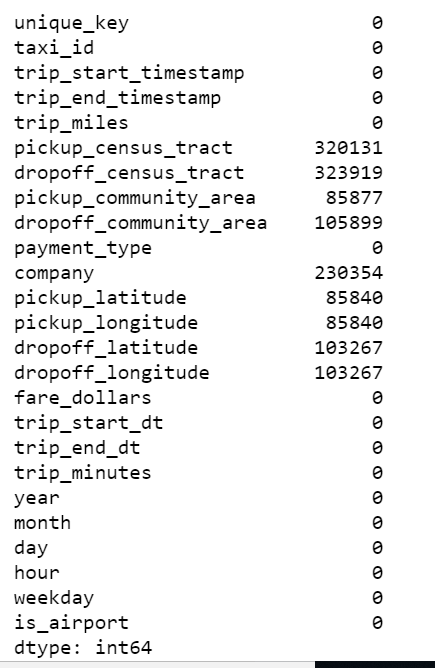 unique_key 0
taxi_id 0
trip_start_timestamp 0
trip_end_timestamp 0
trip_miles 0
pickup_census_tract 320131
dropoff_census_tract 323919
pickup_community_area 85877
dropoff_community_area 105899
payment_type 0
company 230354
pickup_latitude 85840
pickup_longitude 85840
dropoff_latitude 103267
dropoff_longitude 103267
fare_dollars 0
trip_start_dt 0
trip_end_dt 0
trip_minutes 0
year 0
month 0
day 0
hour 0
weekday 0
is_airport 0
dtype: int64